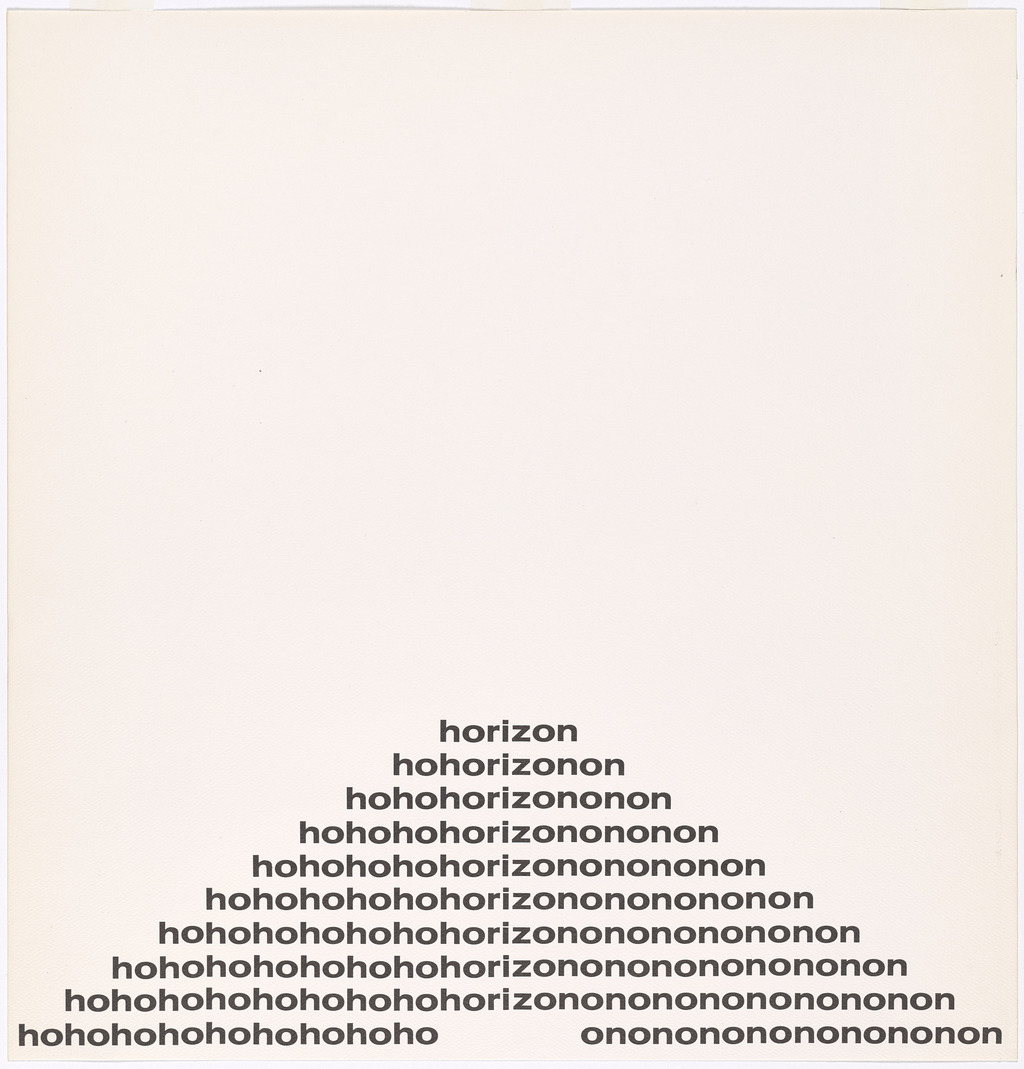 horizon
hohorizonon
hohohorizononon
hohohohorizonononon
hohohohohorizononononon
hohohohohohorizonononononon
hohohohohohohorizononononononon
hohohohohohohohorizonononononononon
hohohohohohohohohorizononononononononon
hohohohohohohohoho ononononononononon